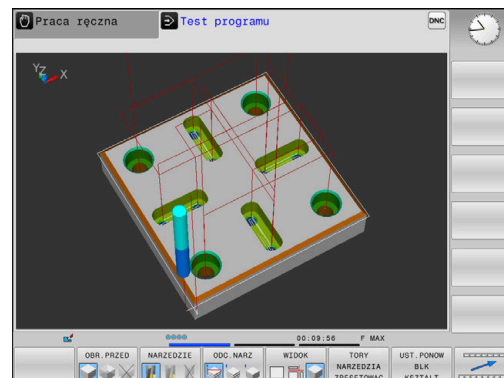 Praca ręczna
Test programu
DNC
Y Z X
00:09:56 F MAX
OBR.PRZED
NARZEDZIE
ODC.NARZ
WIDOK
TORY
NARZEDZIA
UST.PONOW
BLK
KSZTALT